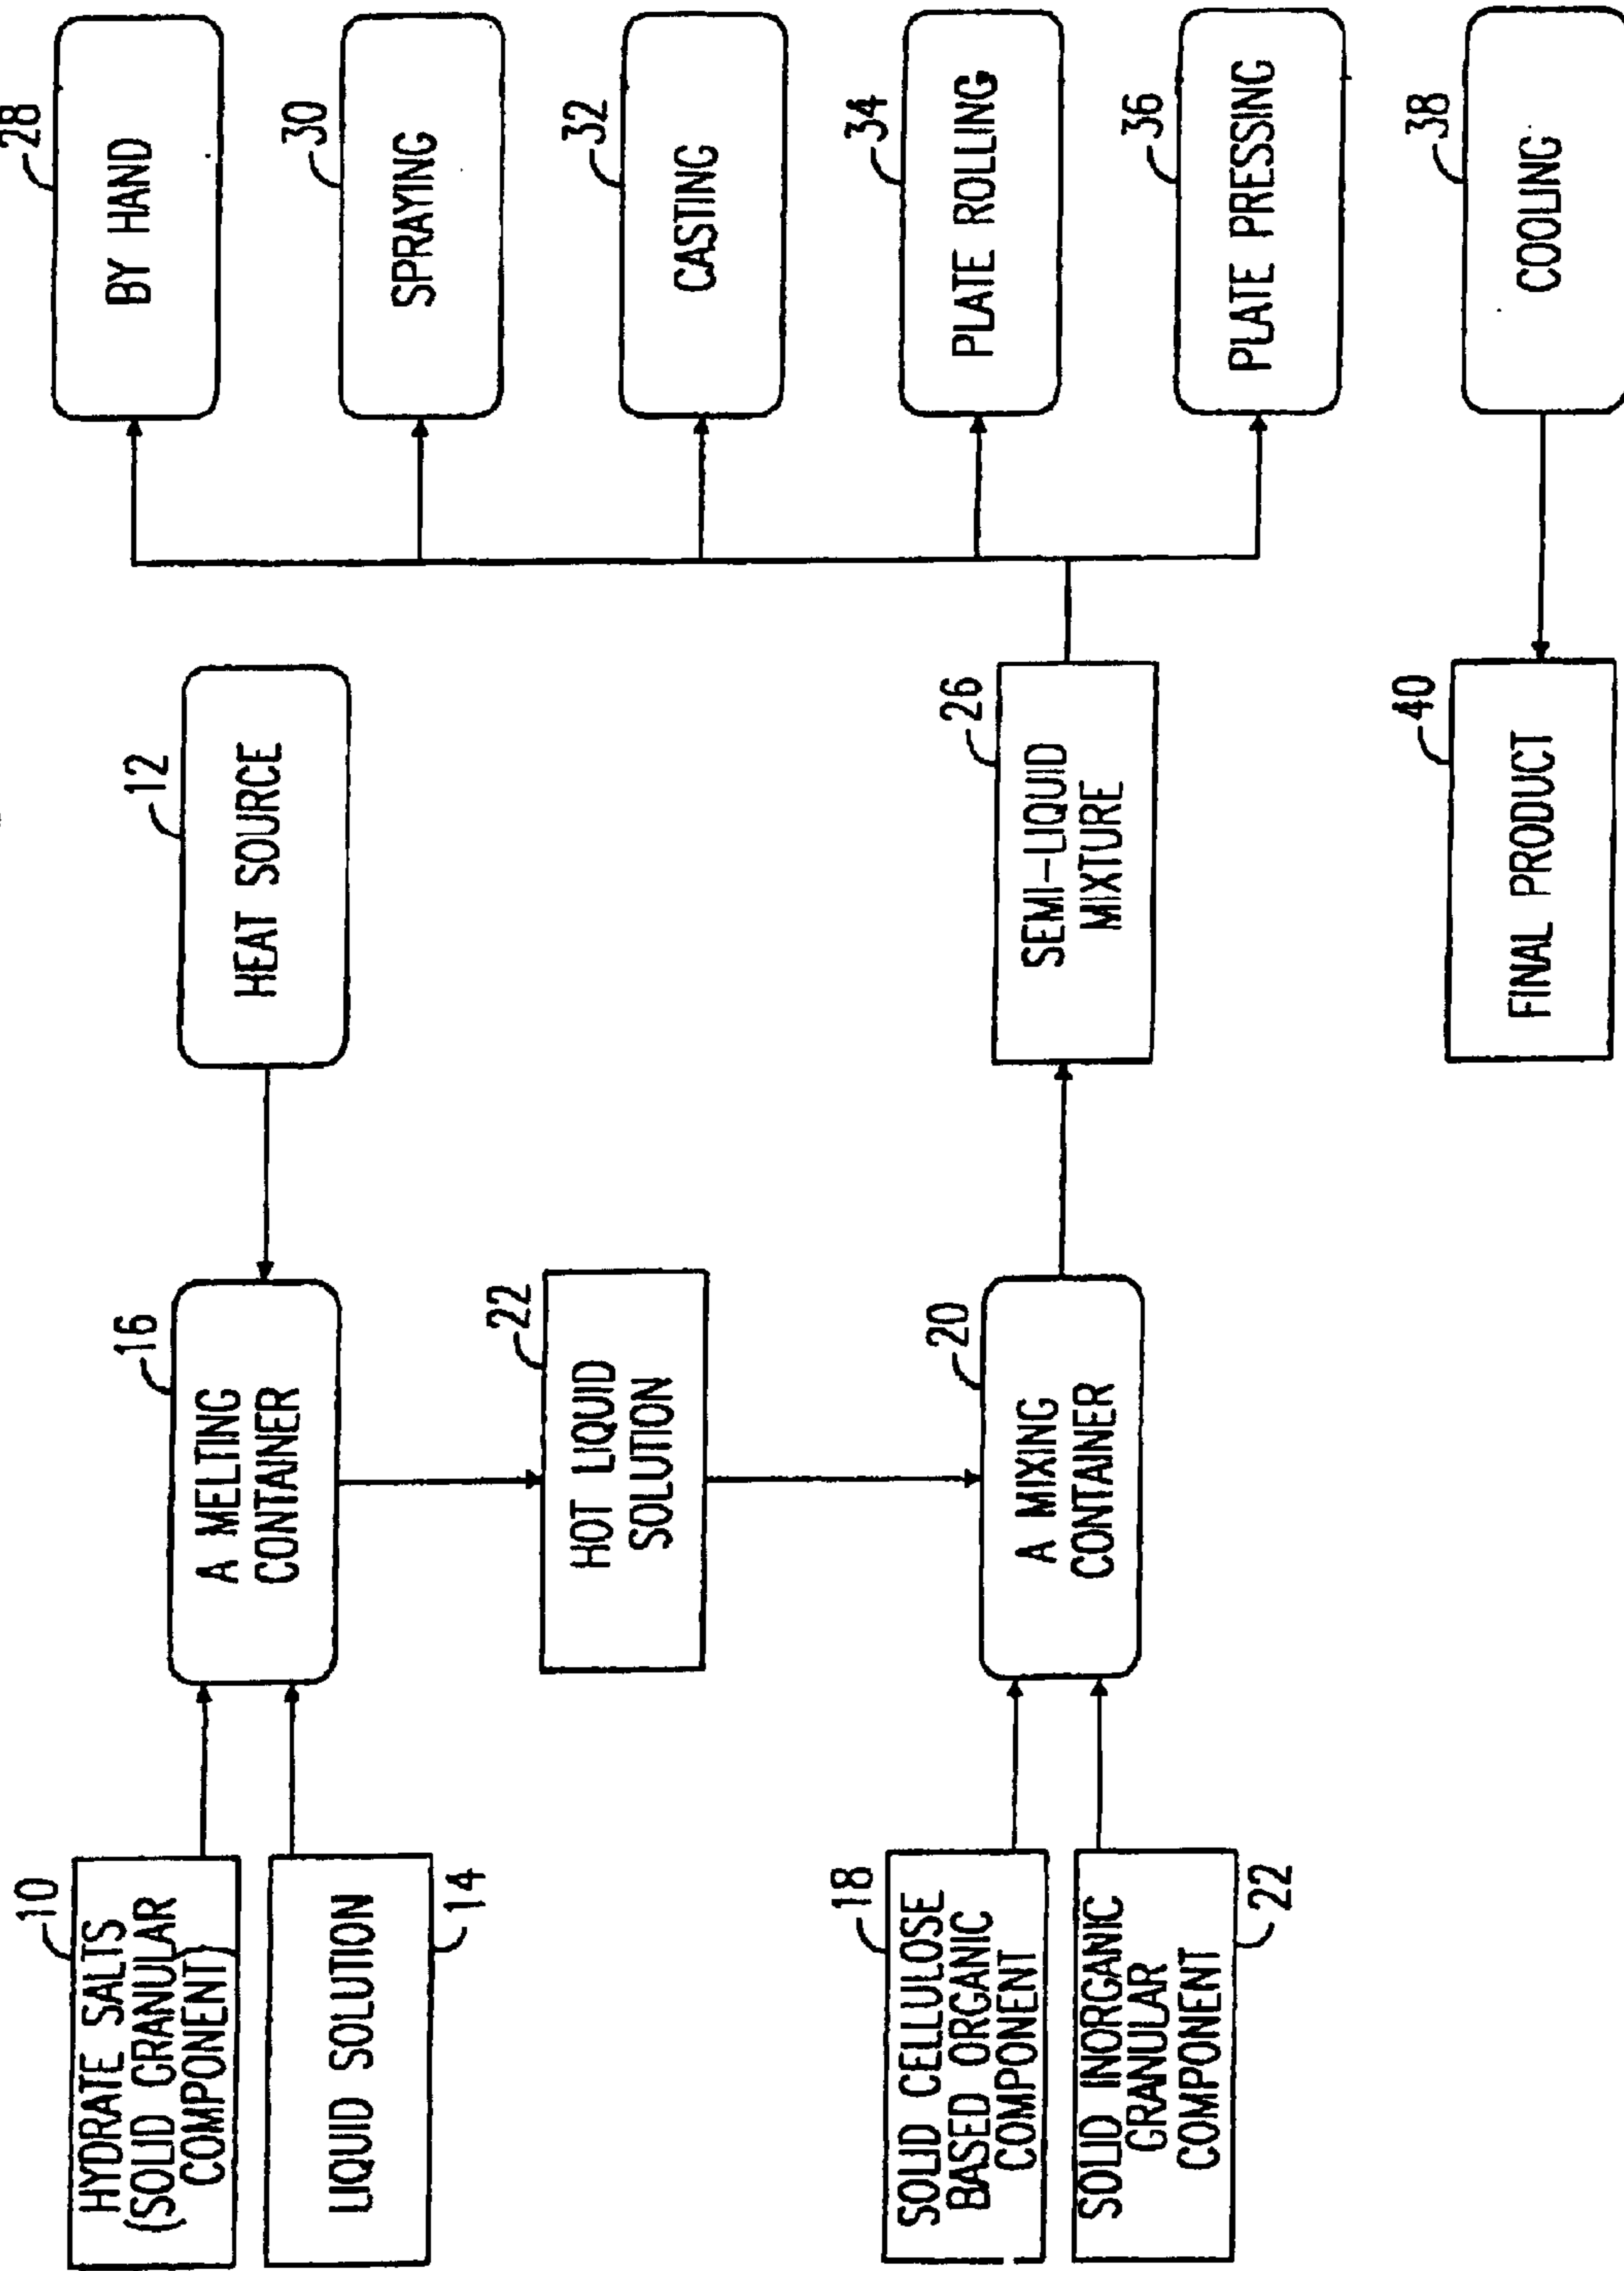 10
HYDRATE SALTS
(SOLID GRANULAR
COMPONENT)
LIQUID SOLUTION
14
16
A MELTING
CONTAINER
12
HEAT SOURCE
22
HOT LIQUID
SOLUTION
18
SOLID CELLULOSE
BASED ORGANIC
COMPONENT
SOLID INORGANIC
GRANULAR
COMPONENT
22
20
A MIXING
CONTAINER
26
SEMI-LIQUID
MIXTURE
28
BY HAND
30
SPRAYING
32
CASTING
34
PLATE ROLLING
36
PLATE PRESSING
38
COOLING
40
FINAL PRODUCT